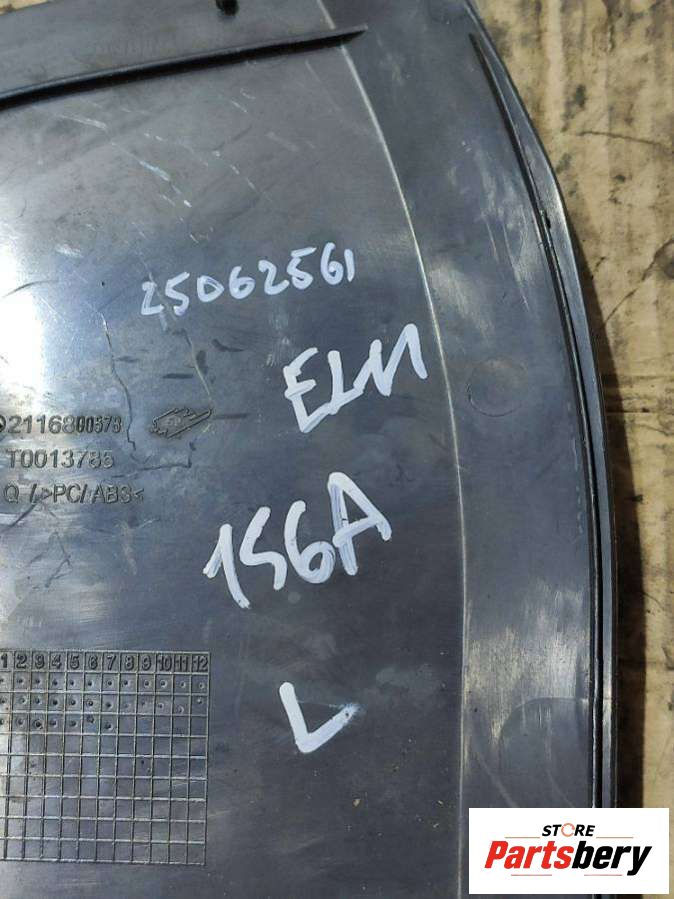 25062561
ELM
2116800578
T0013785
Q />PC/ABS<
156A
1 2 3 4 5 6 7 8 9 10 11 12
L
STORE
Partsbery